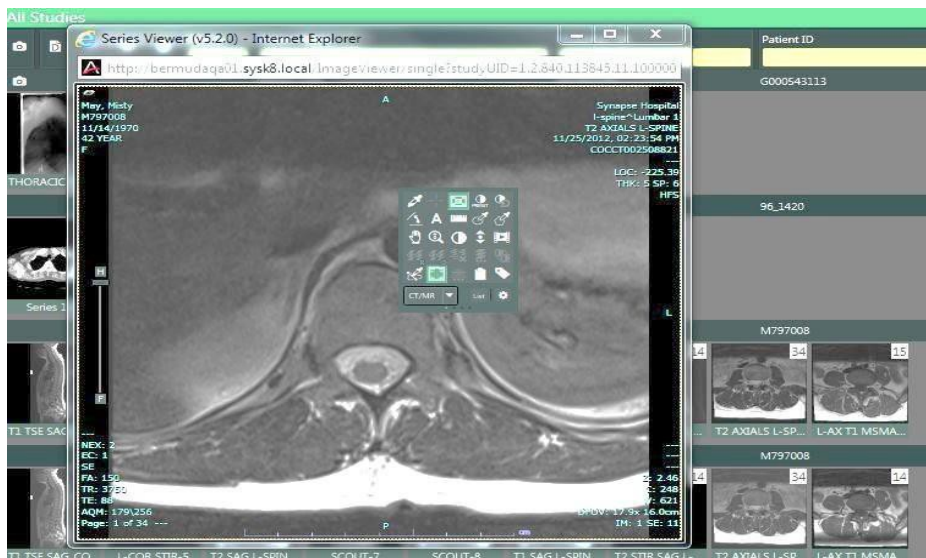 All Studies
Series Viewer (v5.2.0) - Internet Explorer
Patient ID
http://bermudaqa01.sysk8.local/ImageViewer/single?studyUID=1.2.840.113845.11.100000
G000543113
May, Misty
M797008
11/14/1970
42 YEAR
F
A
Synapse Hospital
l-spine^Lumbar 1
T2 AXIALS L-SPINE
11/25/2012, 02:23:54 PM
COCCT002508821
---
LOC: -225.39
THK: 5 SP: 6
HFS
THORACIC
96_1420
A
H
CT/MR
List
Series 1
L
M797008
F
14
34
15
T1 TSE SAG
T2 AXIALS L-SP...
L-AX T1 MSMA...
---
NEX: 2
EC: 1
SE
FA: 150
TR: 3750
TE: 88
AQM: 179\256
Page: 1 of 34 ---
M797008
---
---
Z: 2.46
C: 248
W: 621
DFOV: 17.9x 16.0cm
IM: 1 SE: 11
P
cm
14
34
14
T1 TSE SAG CO
L-COR STIR-5
T2 SAG L-SPIN
SCOUT-7
SCOUT-8
T1 SAG L-SPIN
T2 STIR SAG L-
T2 AXIALS L-SP
L-AX T1 MSMA